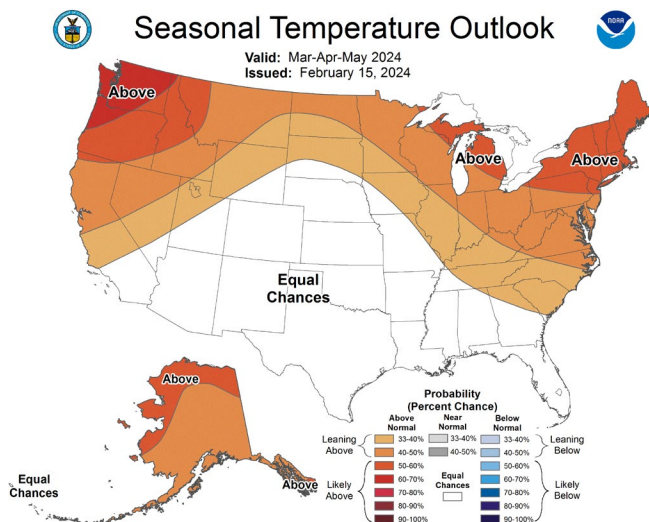 Seasonal Temperature Outlook
NOAA
Valid: Mar-Apr-May 2024
Issued: February 15, 2024
Above
Above
Above
Equal
Chances
Above
Above
Equal
Chances
Probability
(Percent Chance)
Above Normal
Near Normal
Below Normal
Leaning Above
33-40% 33-40% 33-40%
40-50% 40-50% 40-50%
Leaning Below
Likely Above
50-60% 50-60%
60-70% 60-70%
70-80% 70-80%
80-90% 80-90%
90-100% 90-100%
Equal Chances
Likely Below